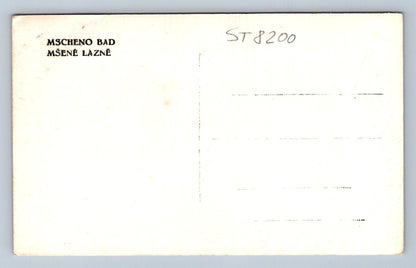 MSCHENO BAD
MŠENÉ LÁZNĚ
ST8200